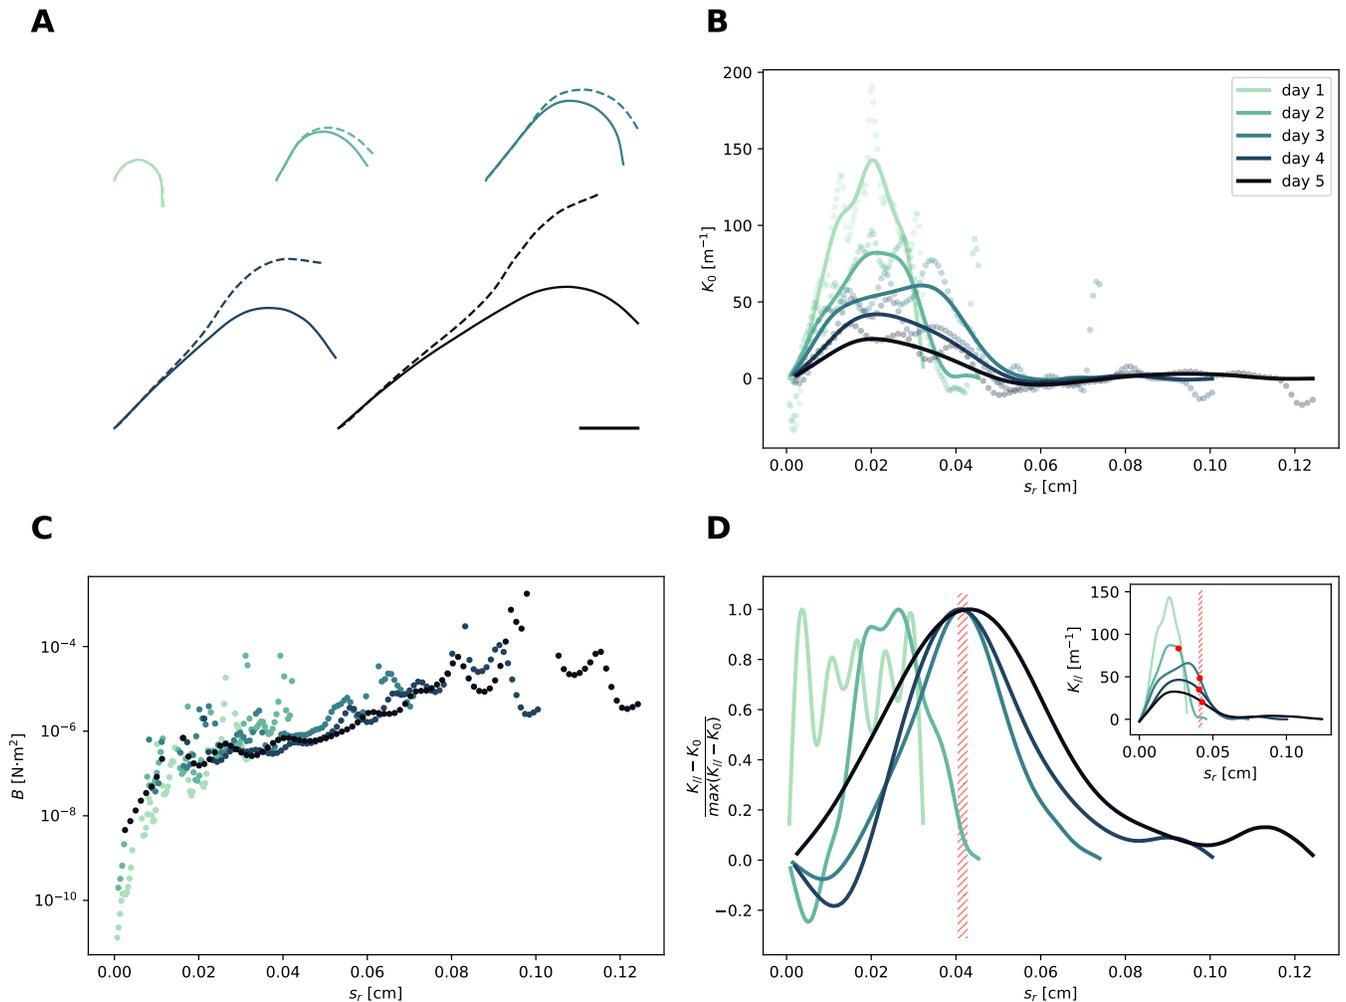 A
B
200
150
100
50
0
K₀ [m⁻¹]
0.00 0.02 0.04 0.06 0.08 0.10 0.12
sᵣ [cm]
day 1
day 2
day 3
day 4
day 5
C
10⁻⁴
10⁻⁶
10⁻⁸
10⁻¹⁰
B [N·m²]
0.00 0.02 0.04 0.06 0.08 0.10 0.12
sᵣ [cm]
D
1.0
0.8
0.6
0.4
0.2
0.0
−0.2
K// − K₀
max(K// − K₀)
0.00 0.02 0.04 0.06 0.08 0.10 0.12
sᵣ [cm]
150
100
50
0
K// [m⁻¹]
0.00 0.05 0.10
sᵣ [cm]